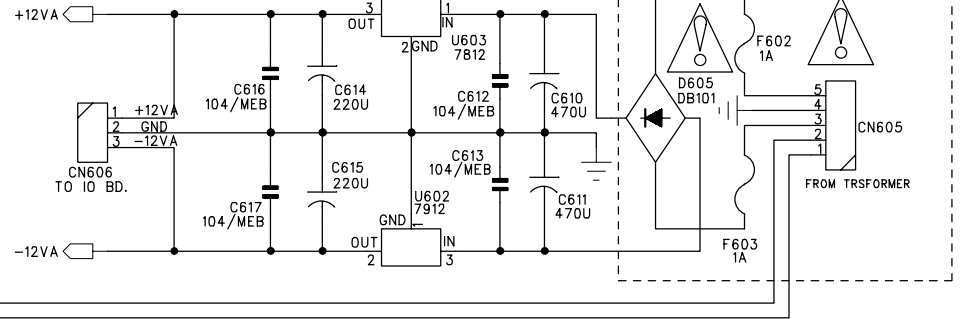 +12VA
3
OUT
1
IN
2 GND
U603
7812
F602
1A
C616
104/MEB
C614
220U
C612
104/MEB
C610
470U
D605
DB101
5
4
3
2
1
CN605
FROM TRSFORMER
1 +12VA
2 GND
3 -12VA
CN606
TO IO BD.
C617
104/MEB
C615
220U
C613
104/MEB
C611
470U
U602
7912
GND 1
-12VA
OUT
2
IN
3
F603
1A